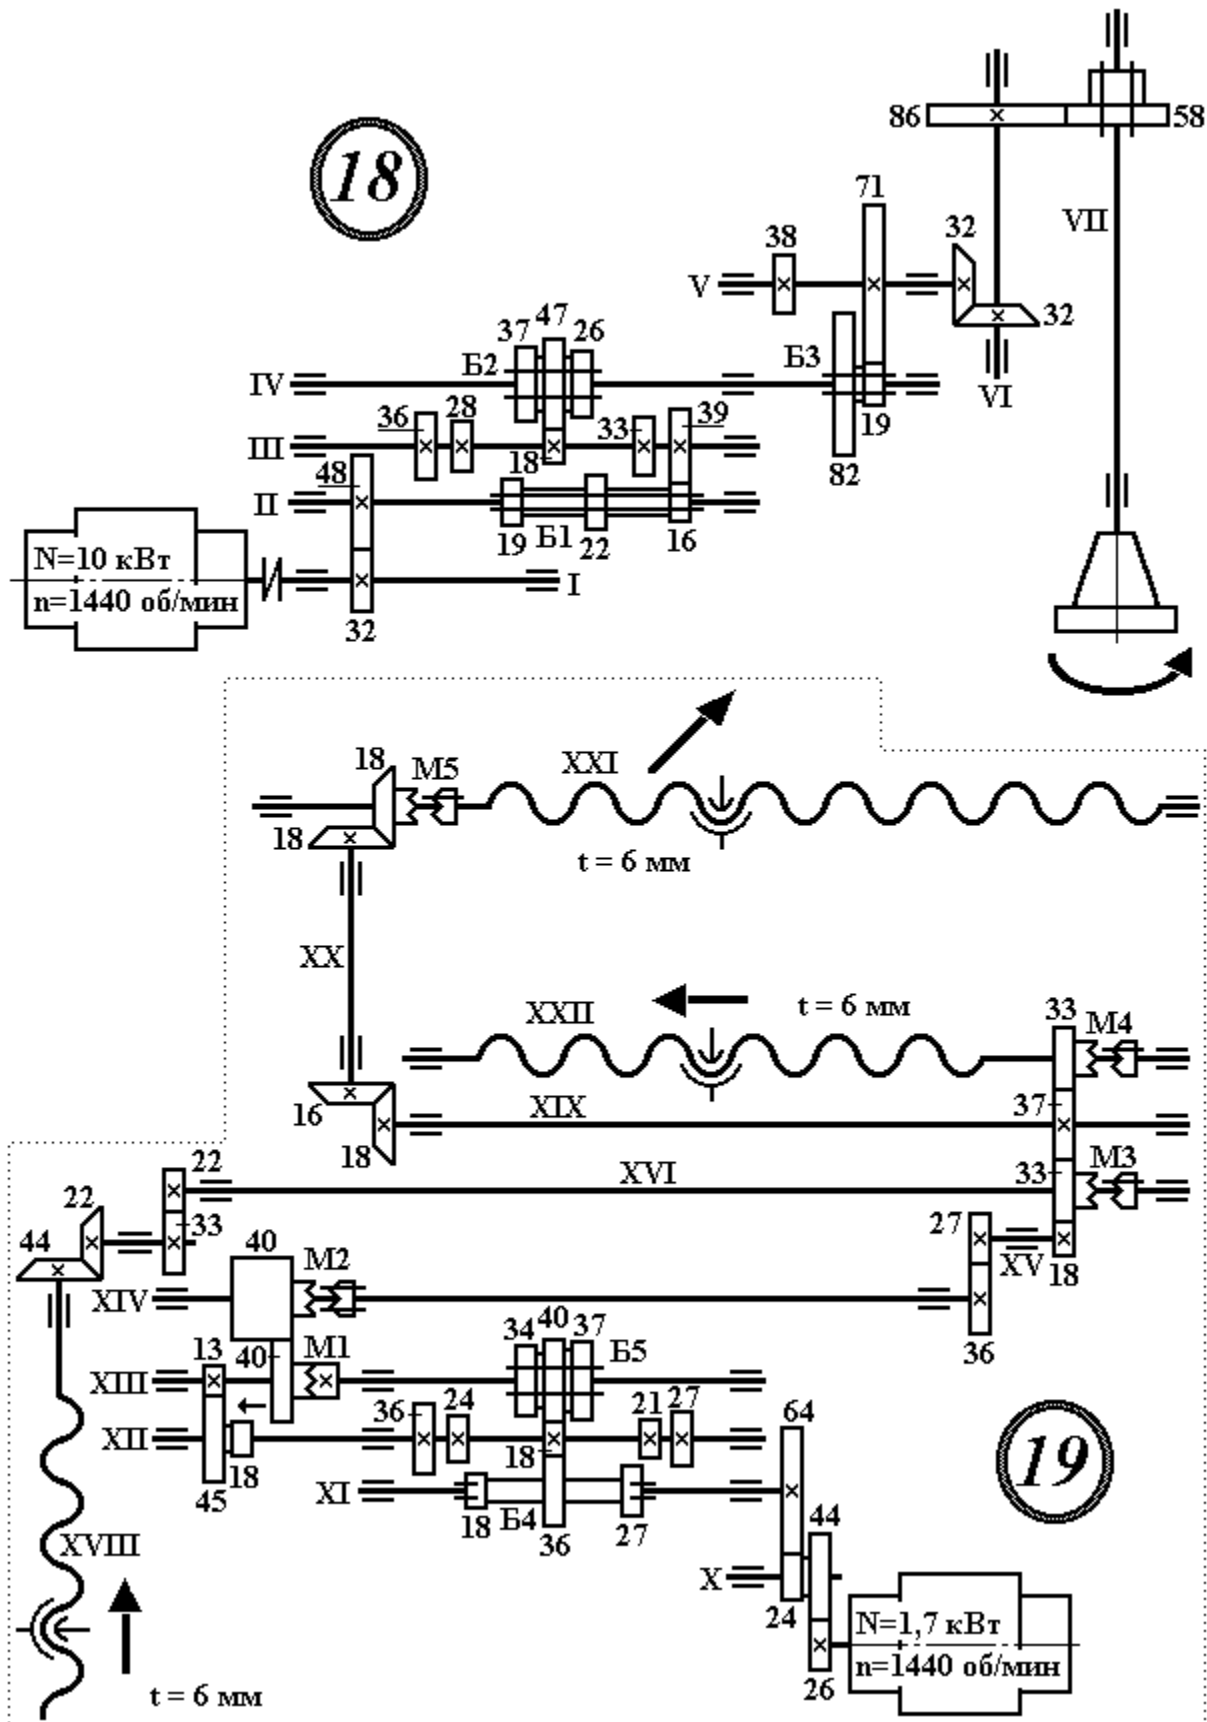 86
58
18
71
38
32
VII
V
32
37
47
26
Б2
Б3
IV
VI
36
28
33
39
III
18
19
48
82
II
19
Б1
22
16
N=10 кВт
n=1440 об/мин
I
32
18
М5
XXI
18
t = 6 мм
XX
XXII
t = 6 мм
33
М4
16
XIX
37
18
22
XVI
33
М3
22
33
27
44
40
М2
XV
18
XIV
34
40
37
13
40
М1
Б5
36
XIII
36
24
21
27
64
XII
18
18
19
45
XI
18
Б4
36
27
44
XVIII
X
24
N=1,7 кВт
n=1440 об/мин
26
t = 6 мм